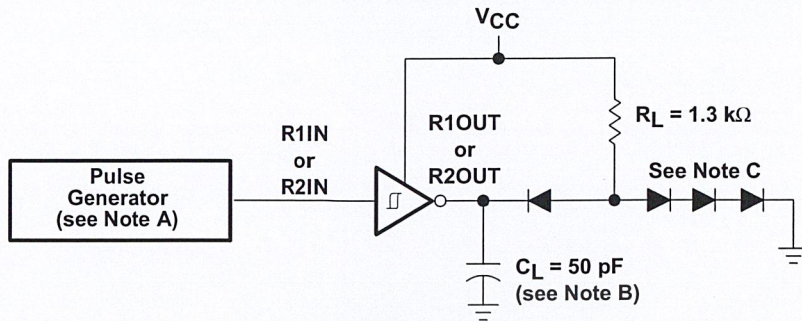 VCC
R1IN
or
R2IN
R1OUT
or
R2OUT
RL = 1.3 kΩ
Pulse
Generator
(see Note A)
See Note C
CL = 50 pF
(see Note B)